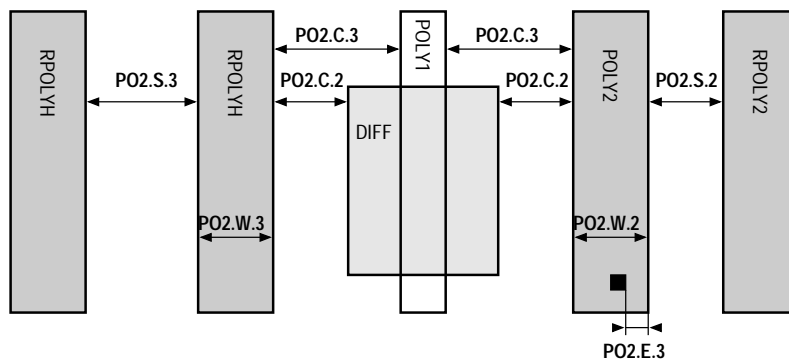 RPOLYH
RPOLYH
POLY1
POLY2
RPOLY2
PO2.C.3
PO2.C.3
PO2.S.3
PO2.C.2
PO2.C.2
PO2.S.2
DIFF
PO2.W.3
PO2.W.2
PO2.E.3